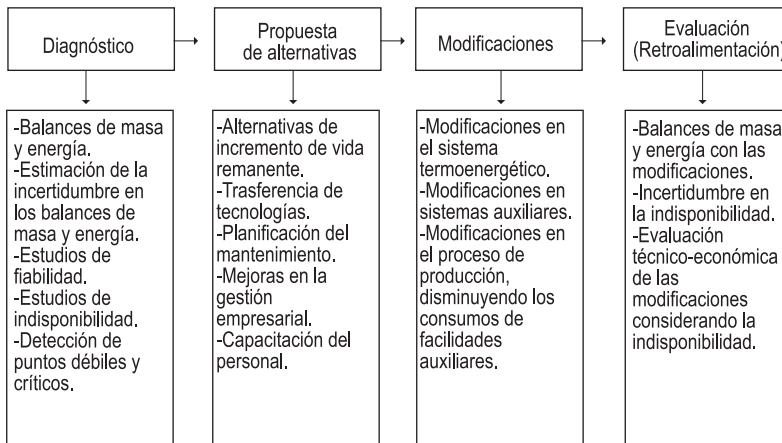 Diagnóstico
Propuesta
de alternativas
Modificaciones
Evaluación
(Retroalimentación)
-Balances de masa
y energía.
-Estimación de la
incertidumbre en
los balances de
masa y energía.
-Estudios de
fiabilidad.
-Estudios de
indisponibilidad.
-Detección de
puntos débiles y
críticos.
-Alternativas de
incremento de vida
remanente.
-Trasferencia de
tecnologías.
-Planificación del
mantenimiento.
-Mejoras en la
gestión
empresarial.
-Capacitación del
personal.
-Modificaciones en
el sistema
termoenergético.
-Modificaciones en
sistemas auxiliares.
-Modificaciones en
el proceso de
producción,
disminuyendo los
consumos de
facilidades
auxiliares.
-Balances de masa
y energía con las
modificaciones.
-Incertidumbre en
la indisponibilidad.
-Evaluación
técnico-económica
de las
modificaciones
considerando la
indisponibilidad.